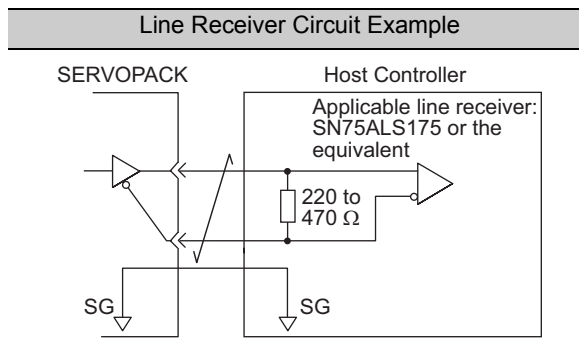 Line Receiver Circuit Example
SERVOPACK
Host Controller
Applicable line receiver:
SN75ALS175 or the
equivalent
220 to
470 Ω
SG
SG